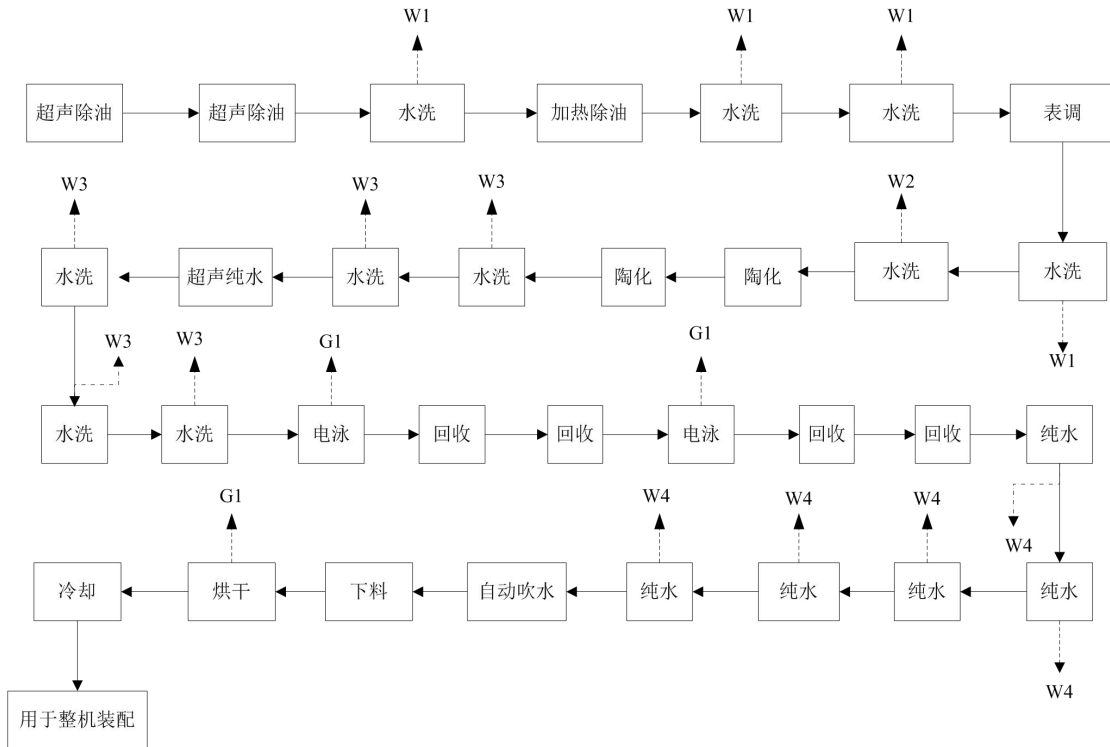 W1 W1 W1
超声除油 超声除油 水洗 加热除油 水洗 水洗 表调
W3 W3 W3 W2
水洗 超声纯水 水洗 水洗 陶化 陶化 水洗 水洗
W1
W3 W3 G1 G1
水洗 水洗 电泳 回收 回收 电泳 回收 回收 纯水
G1 W4 W4 W4 W4
冷却 烘干 下料 自动吹水 纯水 纯水 纯水 纯水
W4
用于整机装配